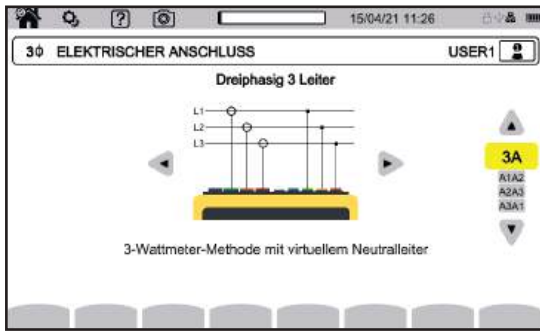 15/04/21 11:26
3Φ ELEKTRISCHER ANSCHLUSS USER1
Dreiphasig 3 Leiter
L1
L2
L3
3A
A1A2
A2A3
A3A1
3-Wattmeter-Methode mit virtuellem Neutralleiter